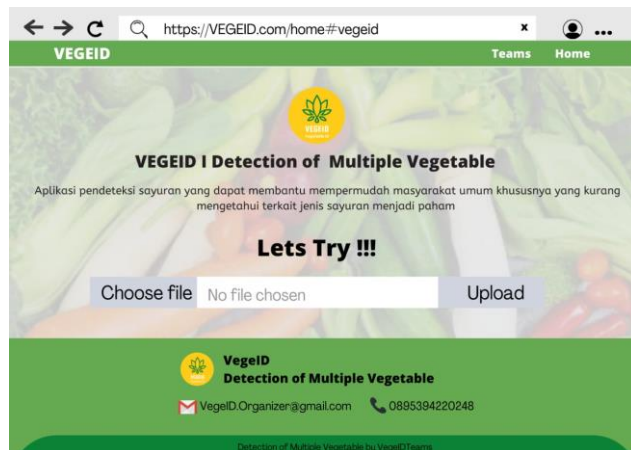 https://VEGEID.com/home#vegeid x
VEGEID Teams Home
VEGEID
VEGEID I Detection of Multiple Vegetable
Aplikasi pendeteksi sayuran yang dapat membantu mempermudah masyarakat umum khususnya yang kurang
mengetahui terkait jenis sayuran menjadi paham
Lets Try !!!
Choose file No file chosen Upload
VegeID
Detection of Multiple Vegetable
VegeID.Organizer@gmail.com 0895394220248
Detection of Multiple Vegetable by VegeIDTeams